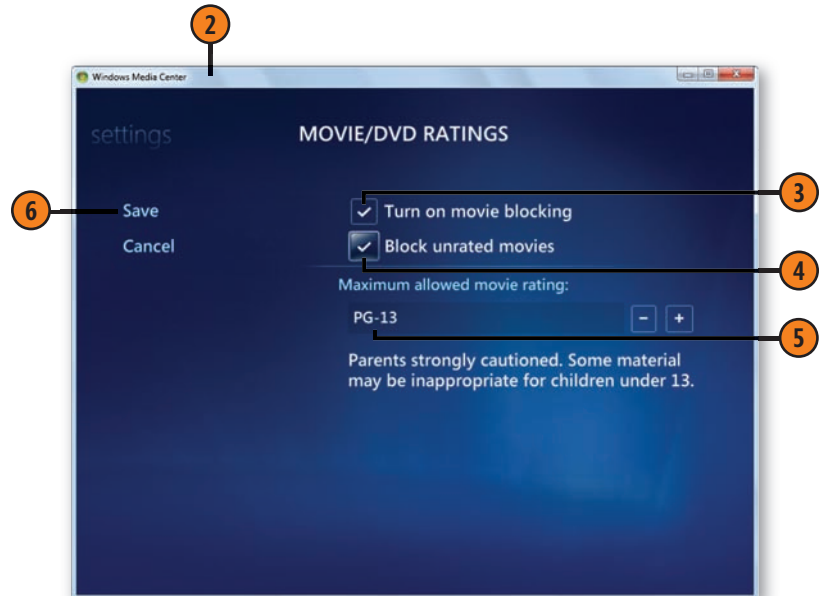 2
Windows Media Center
settings
MOVIE/DVD RATINGS
3
6
Save
Turn on movie blocking
Cancel
Block unrated movies
4
Maximum allowed movie rating:
PG-13
- +
5
Parents strongly cautioned. Some material
may be inappropriate for children under 13.